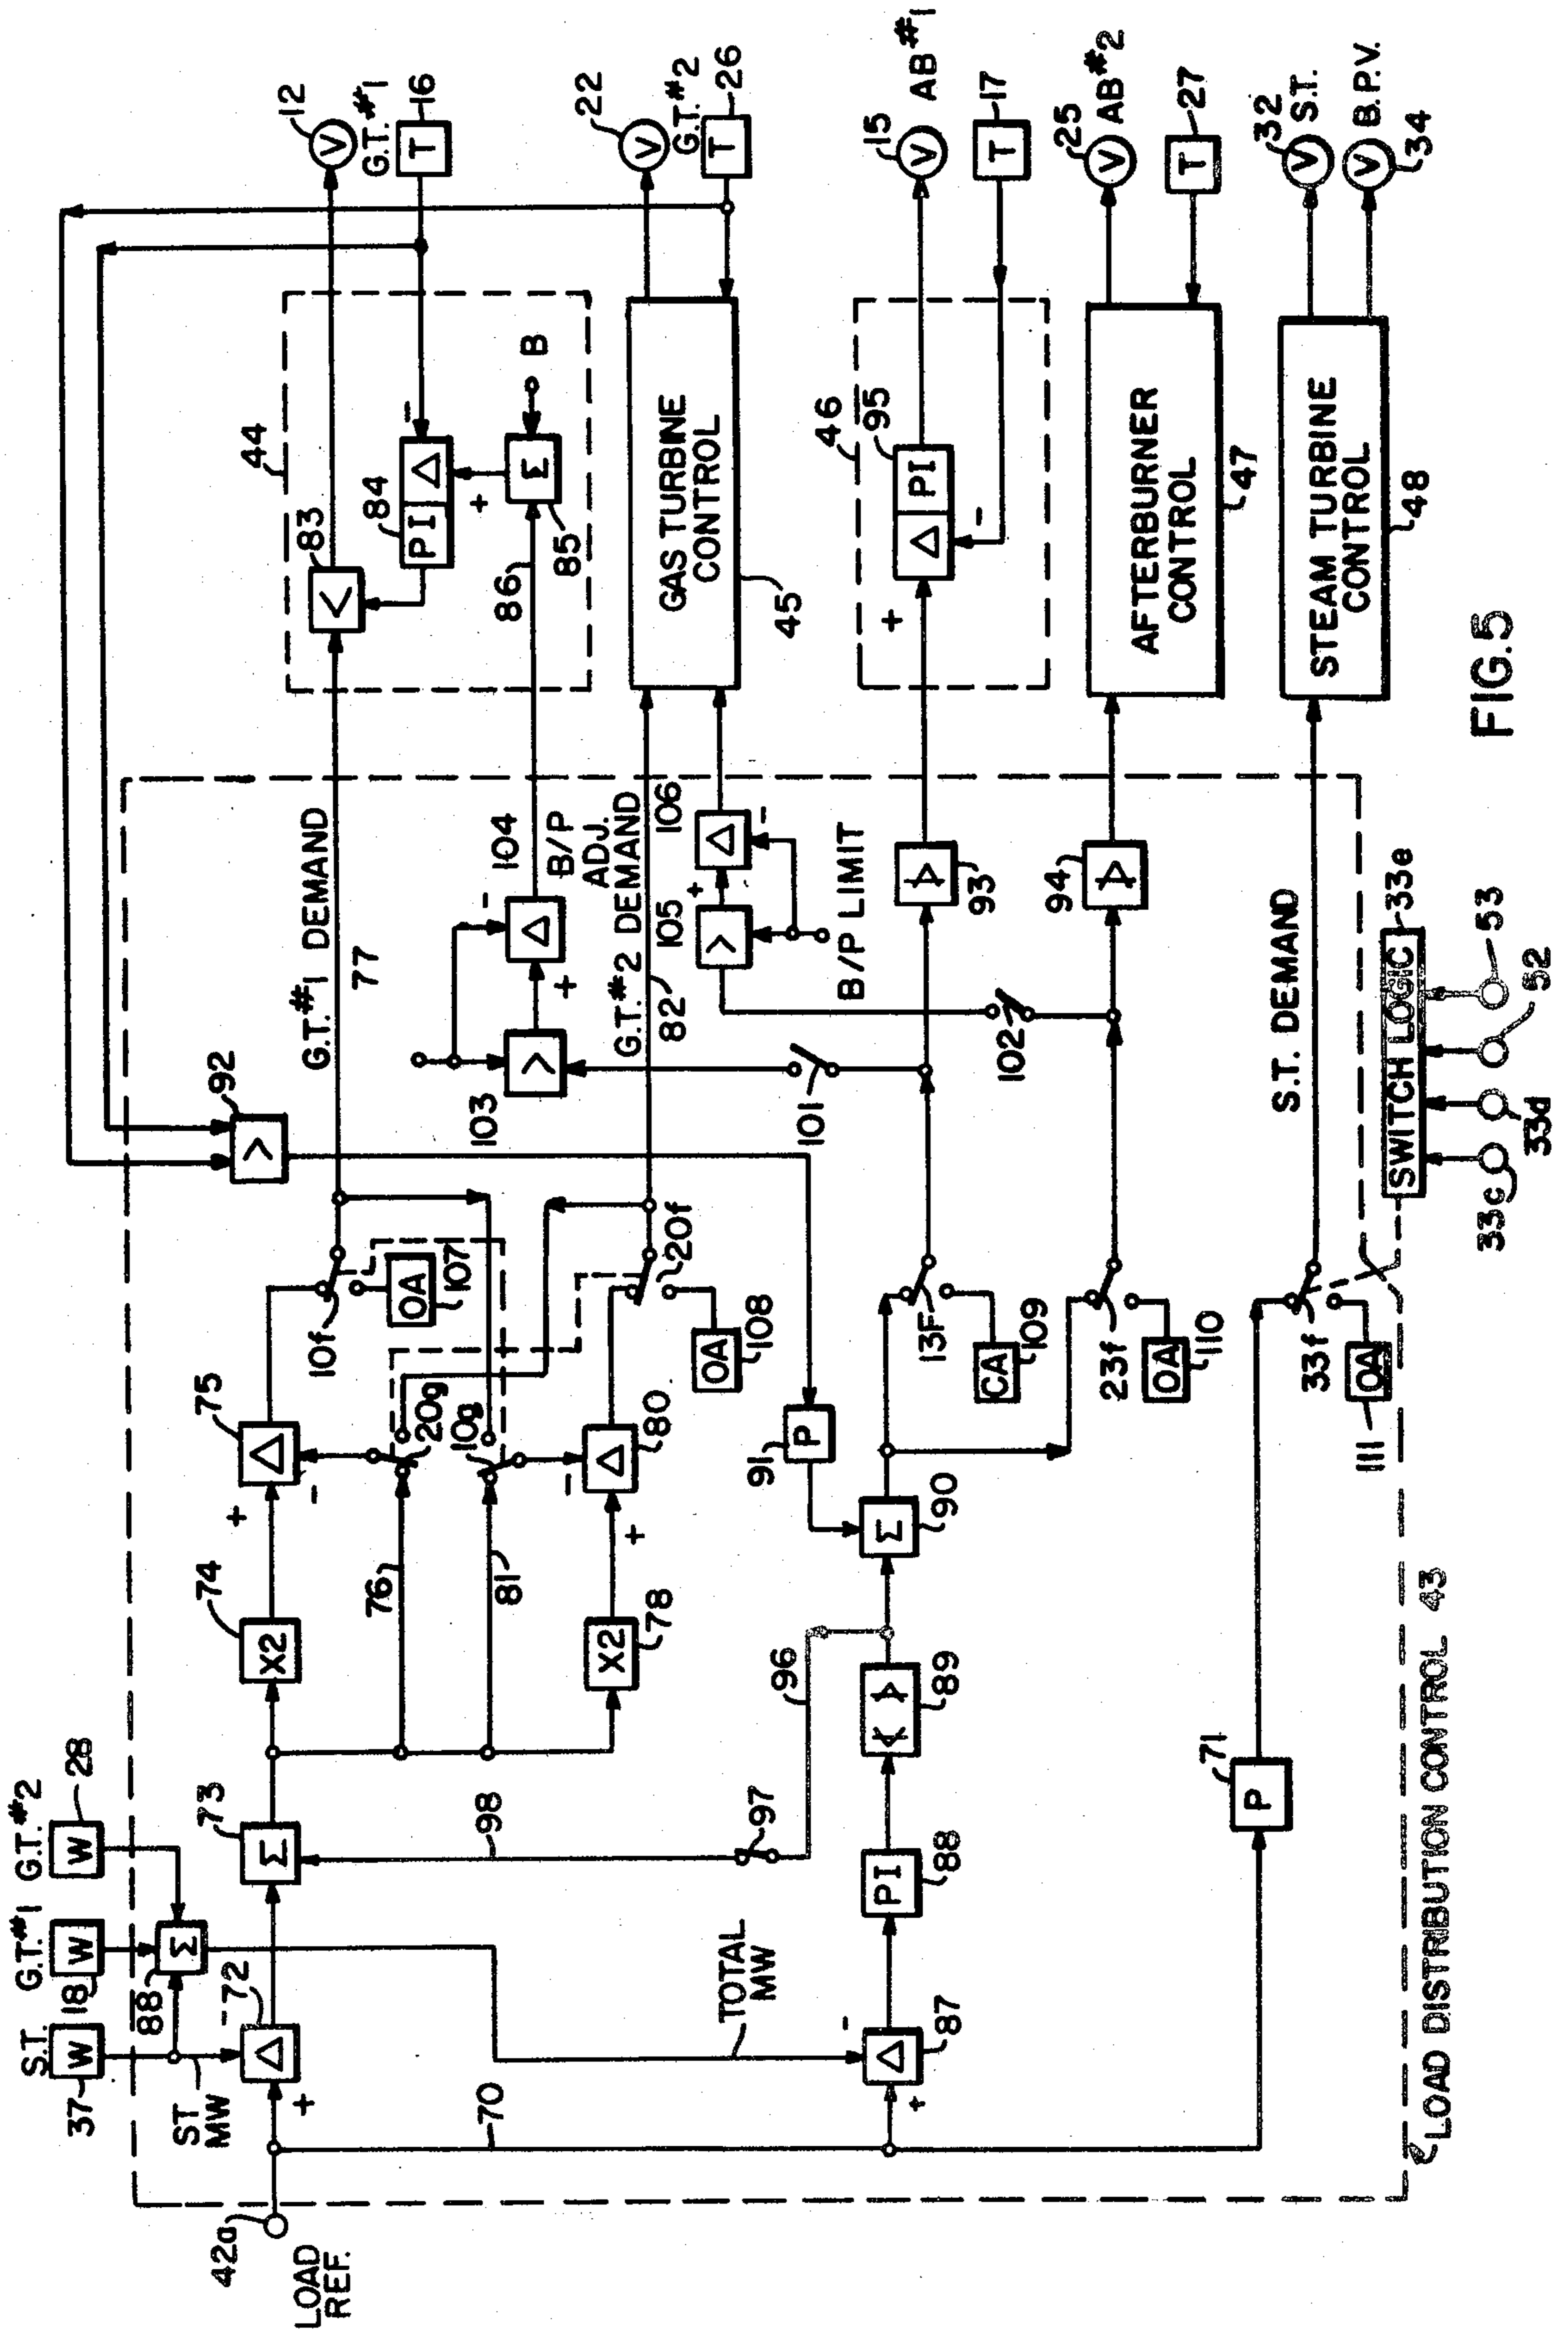 S.T.
G.T.#1
G.T.#2
37
W
18
W
W
28
ST
MW
88
Σ
-
72
Δ
+
42a
LOAD
REF.
70
73
Σ
98
97
96
TOTAL
MW
74
X2
+
75
Δ
-
76
81
20g
10g
X2
78
+
-
Δ
80
10f
OA
107
20f
OA
108
92
>
G.T.#1 DEMAND
77
103
>
+
-
Δ
104
B/P
ADJ.
G.T.#2 DEMAND
82
105
>
+
106
Δ
-
B/P LIMIT
101
102
44
83
<
84
PI
Δ
-
+
86
Σ
85
B
12
V
G.T.#1
T
16
22
V
G.T.#2
T
26
GAS TURBINE
CONTROL
45
-
Δ
87
+
PI
88
89
Σ
90
91
P
13F
CA
109
23f
OA
110
93
94
46
95
Δ
PI
+
-
15
V
AB#1
T
17
AFTERBURNER
CONTROL
47
25
V
AB#2
T
27
P
71
33f
OA
111
S.T. DEMAND
STEAM TURBINE
CONTROL
48
32
V
S.T.
V
B.P.V.
34
SWITCH LOGIC
33e
33c
33d
52
53
LOAD DISTRIBUTION CONTROL 43
FIG.5